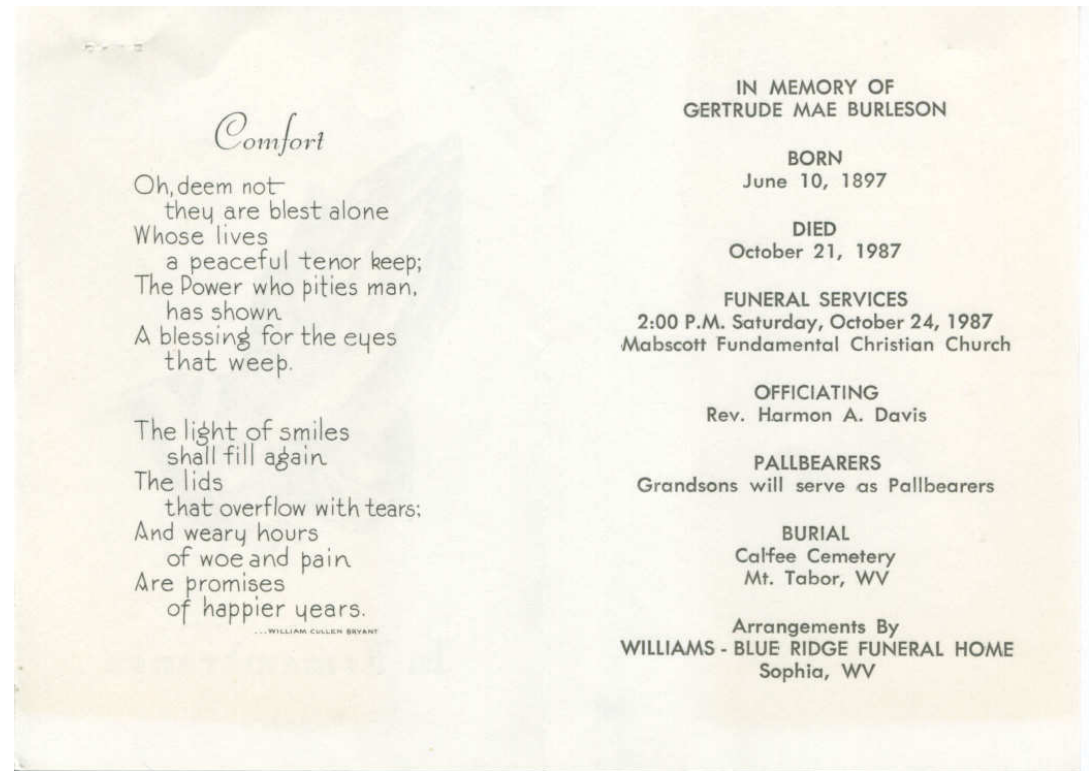 Comfort
Oh, deem not
they are blest alone
Whose lives
a peaceful tenor keep;
The Power who pities man,
has shown
A blessing for the eyes
that weep.
The light of smiles
shall fill again
The lids
that overflow with tears;
And weary hours
of woe and pain
Are promises
of happier years.
...WILLIAM CULLEN BRYANT
IN MEMORY OF
GERTRUDE MAE BURLESON
BORN
June 10, 1897
DIED
October 21, 1987
FUNERAL SERVICES
2:00 P.M. Saturday, October 24, 1987
Mabscott Fundamental Christian Church
OFFICIATING
Rev. Harmon A. Davis
PALLBEARERS
Grandsons will serve as Pallbearers
BURIAL
Calfee Cemetery
Mt. Tabor, WV
Arrangements By
WILLIAMS - BLUE RIDGE FUNERAL HOME
Sophia, WV